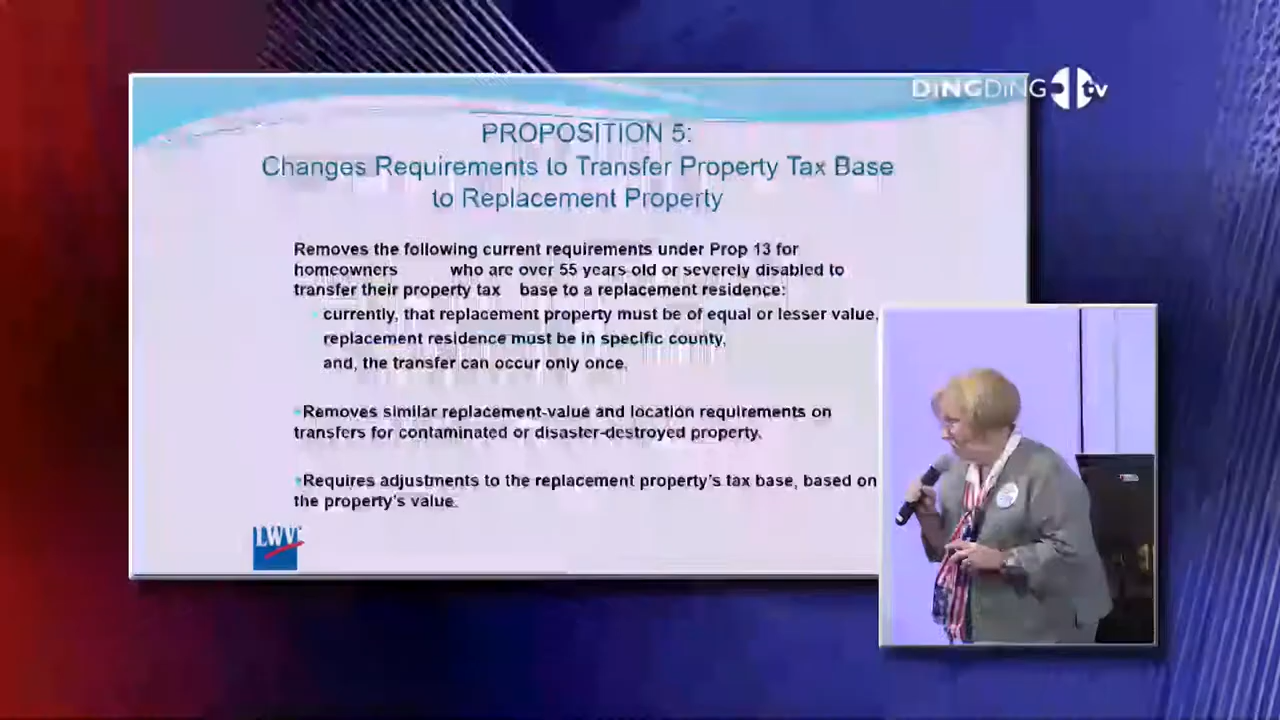 DiNGDiNG tv
PROPOSITION 5:
Changes Requirements to Transfer Property Tax Base
to Replacement Property
Removes the following current requirements under Prop 13 for
homeowners who are over 55 years old or severely disabled to
transfer their property tax base to a replacement residence:
currently, that replacement property must be of equal or lesser value,
replacement residence must be in specific county,
and, the transfer can occur only once.
•Removes similar replacement-value and location requirements on
transfers for contaminated or disaster-destroyed property.
•Requires adjustments to the replacement property's tax base, based on
the property's value.
LWV